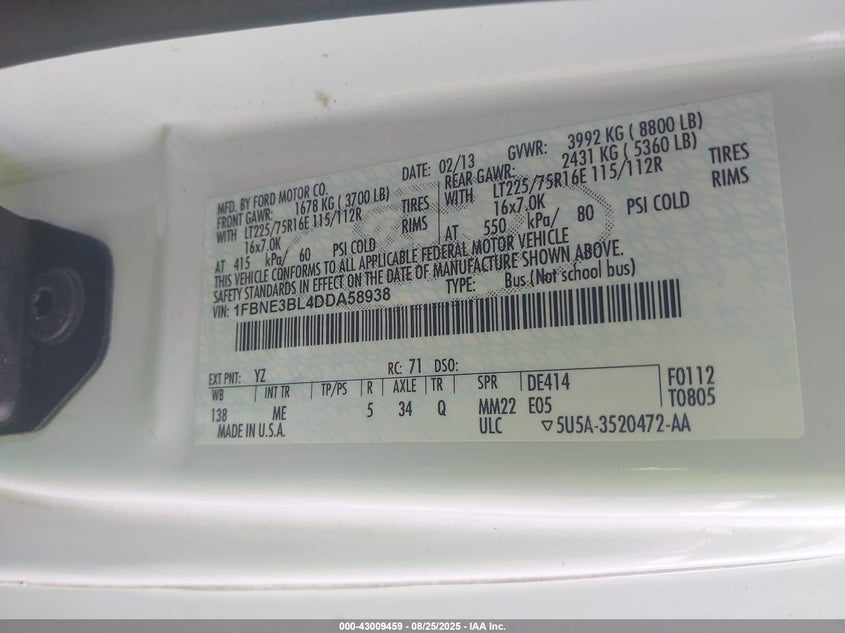 MFD. BY FORD MOTOR CO. DATE: 02/13 GVWR: 3992 KG ( 8800 LB)
FRONT GAWR: 1678 KG ( 3700 LB) REAR GAWR: 2431 KG ( 5360 LB)
WITH LT225/75R16E 115/112R TIRES WITH LT225/75R16E 115/112R TIRES
16x7.0K RIMS 16x7.0K RIMS
AT 415 kPa/ 60 PSI COLD AT 550 kPa/ 80 PSI COLD
THIS VEHICLE CONFORMS TO ALL APPLICABLE FEDERAL MOTOR VEHICLE
SAFETY STANDARDS IN EFFECT ON THE DATE OF MANUFACTURE SHOWN ABOVE.
VIN: 1FBNE3BL4DDA58938 TYPE: Bus (Not school bus)
EXT PNT: YZ RC: 71 DSO:
WB INT TR TP/PS R AXLE TR SPR DE414 F0112
138 ME 5 34 Q MM22 E05 T0805
MADE IN U.S.A. ULC ▽5U5A-3520472-AA
000-43009459 - 08/25/2025 - IAA Inc.